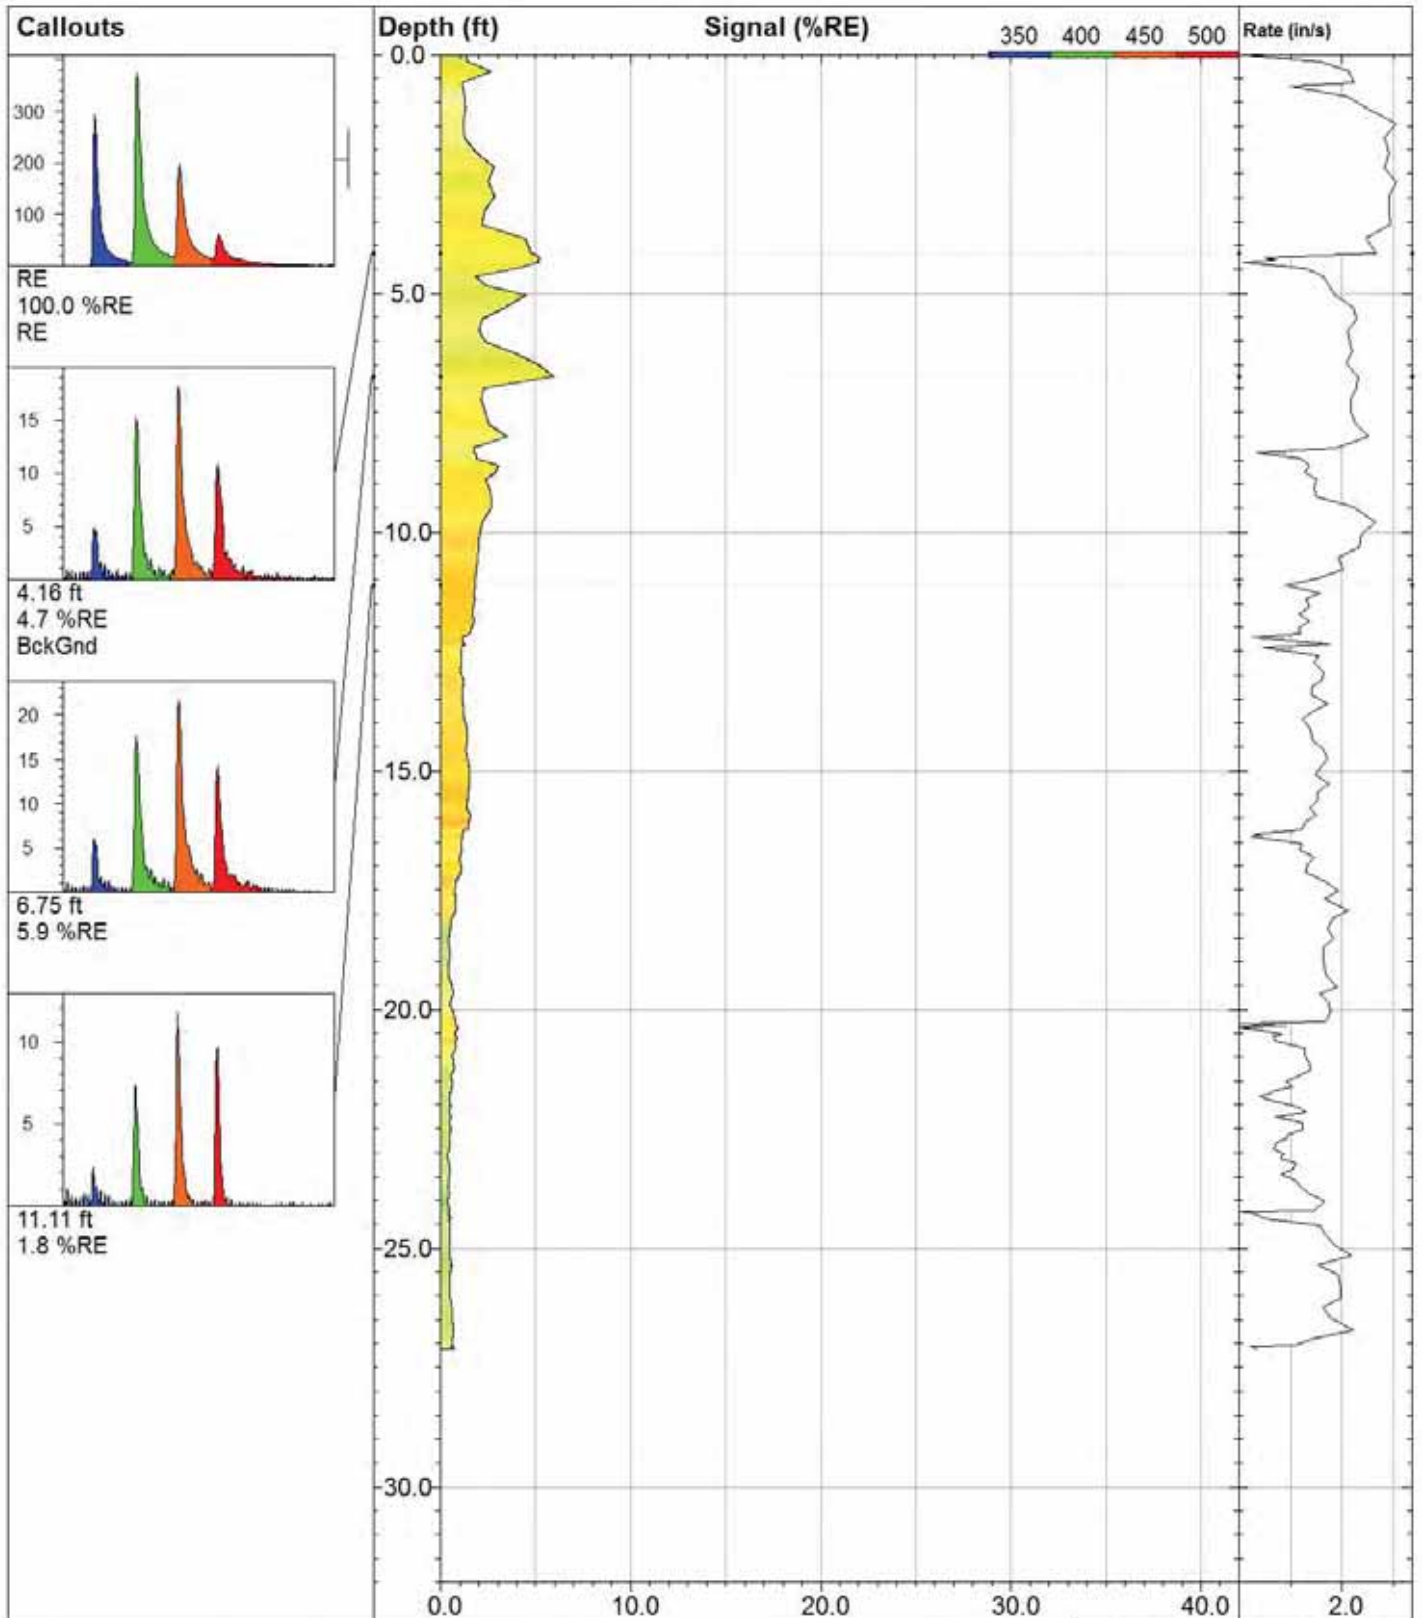 Callouts
Depth (ft)
Signal (%RE)
350 400 450 500
Rate (in/s)
300
200
100
RE
100.0 %RE
RE
15
10
5
4.16 ft
4.7 %RE
BckGnd
20
15
10
5
6.75 ft
5.9 %RE
10
5
11.11 ft
1.8 %RE
0.0
5.0
10.0
15.0
20.0
25.0
30.0
0.0 10.0 20.0 30.0 40.0
2.0